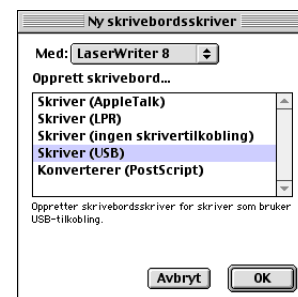 Ny skrivebordsskriver
Med: LaserWriter 8
Opprett skrivebord...
Skriver (AppleTalk)
Skriver (LPR)
Skriver (ingen skrivertilkobling)
Skriver (USB)
Konverterer (PostScript)
Oppretter skrivebordsskriver for skriver som bruker
USB-tilkobling.
Avbryt OK